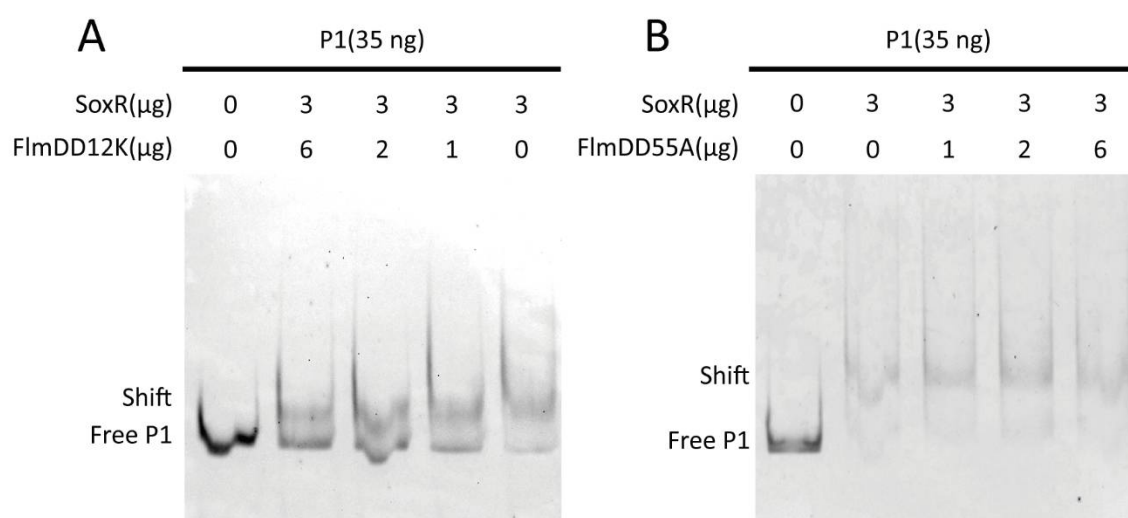 A
P1(35 ng)
SoxR(μg) 0 3 3 3 3
FlmDD12K(μg) 0 6 2 1 0
Shift
Free P1
B
P1(35 ng)
SoxR(μg) 0 3 3 3 3
FlmDD55A(μg) 0 0 1 2 6
Shift
Free P1